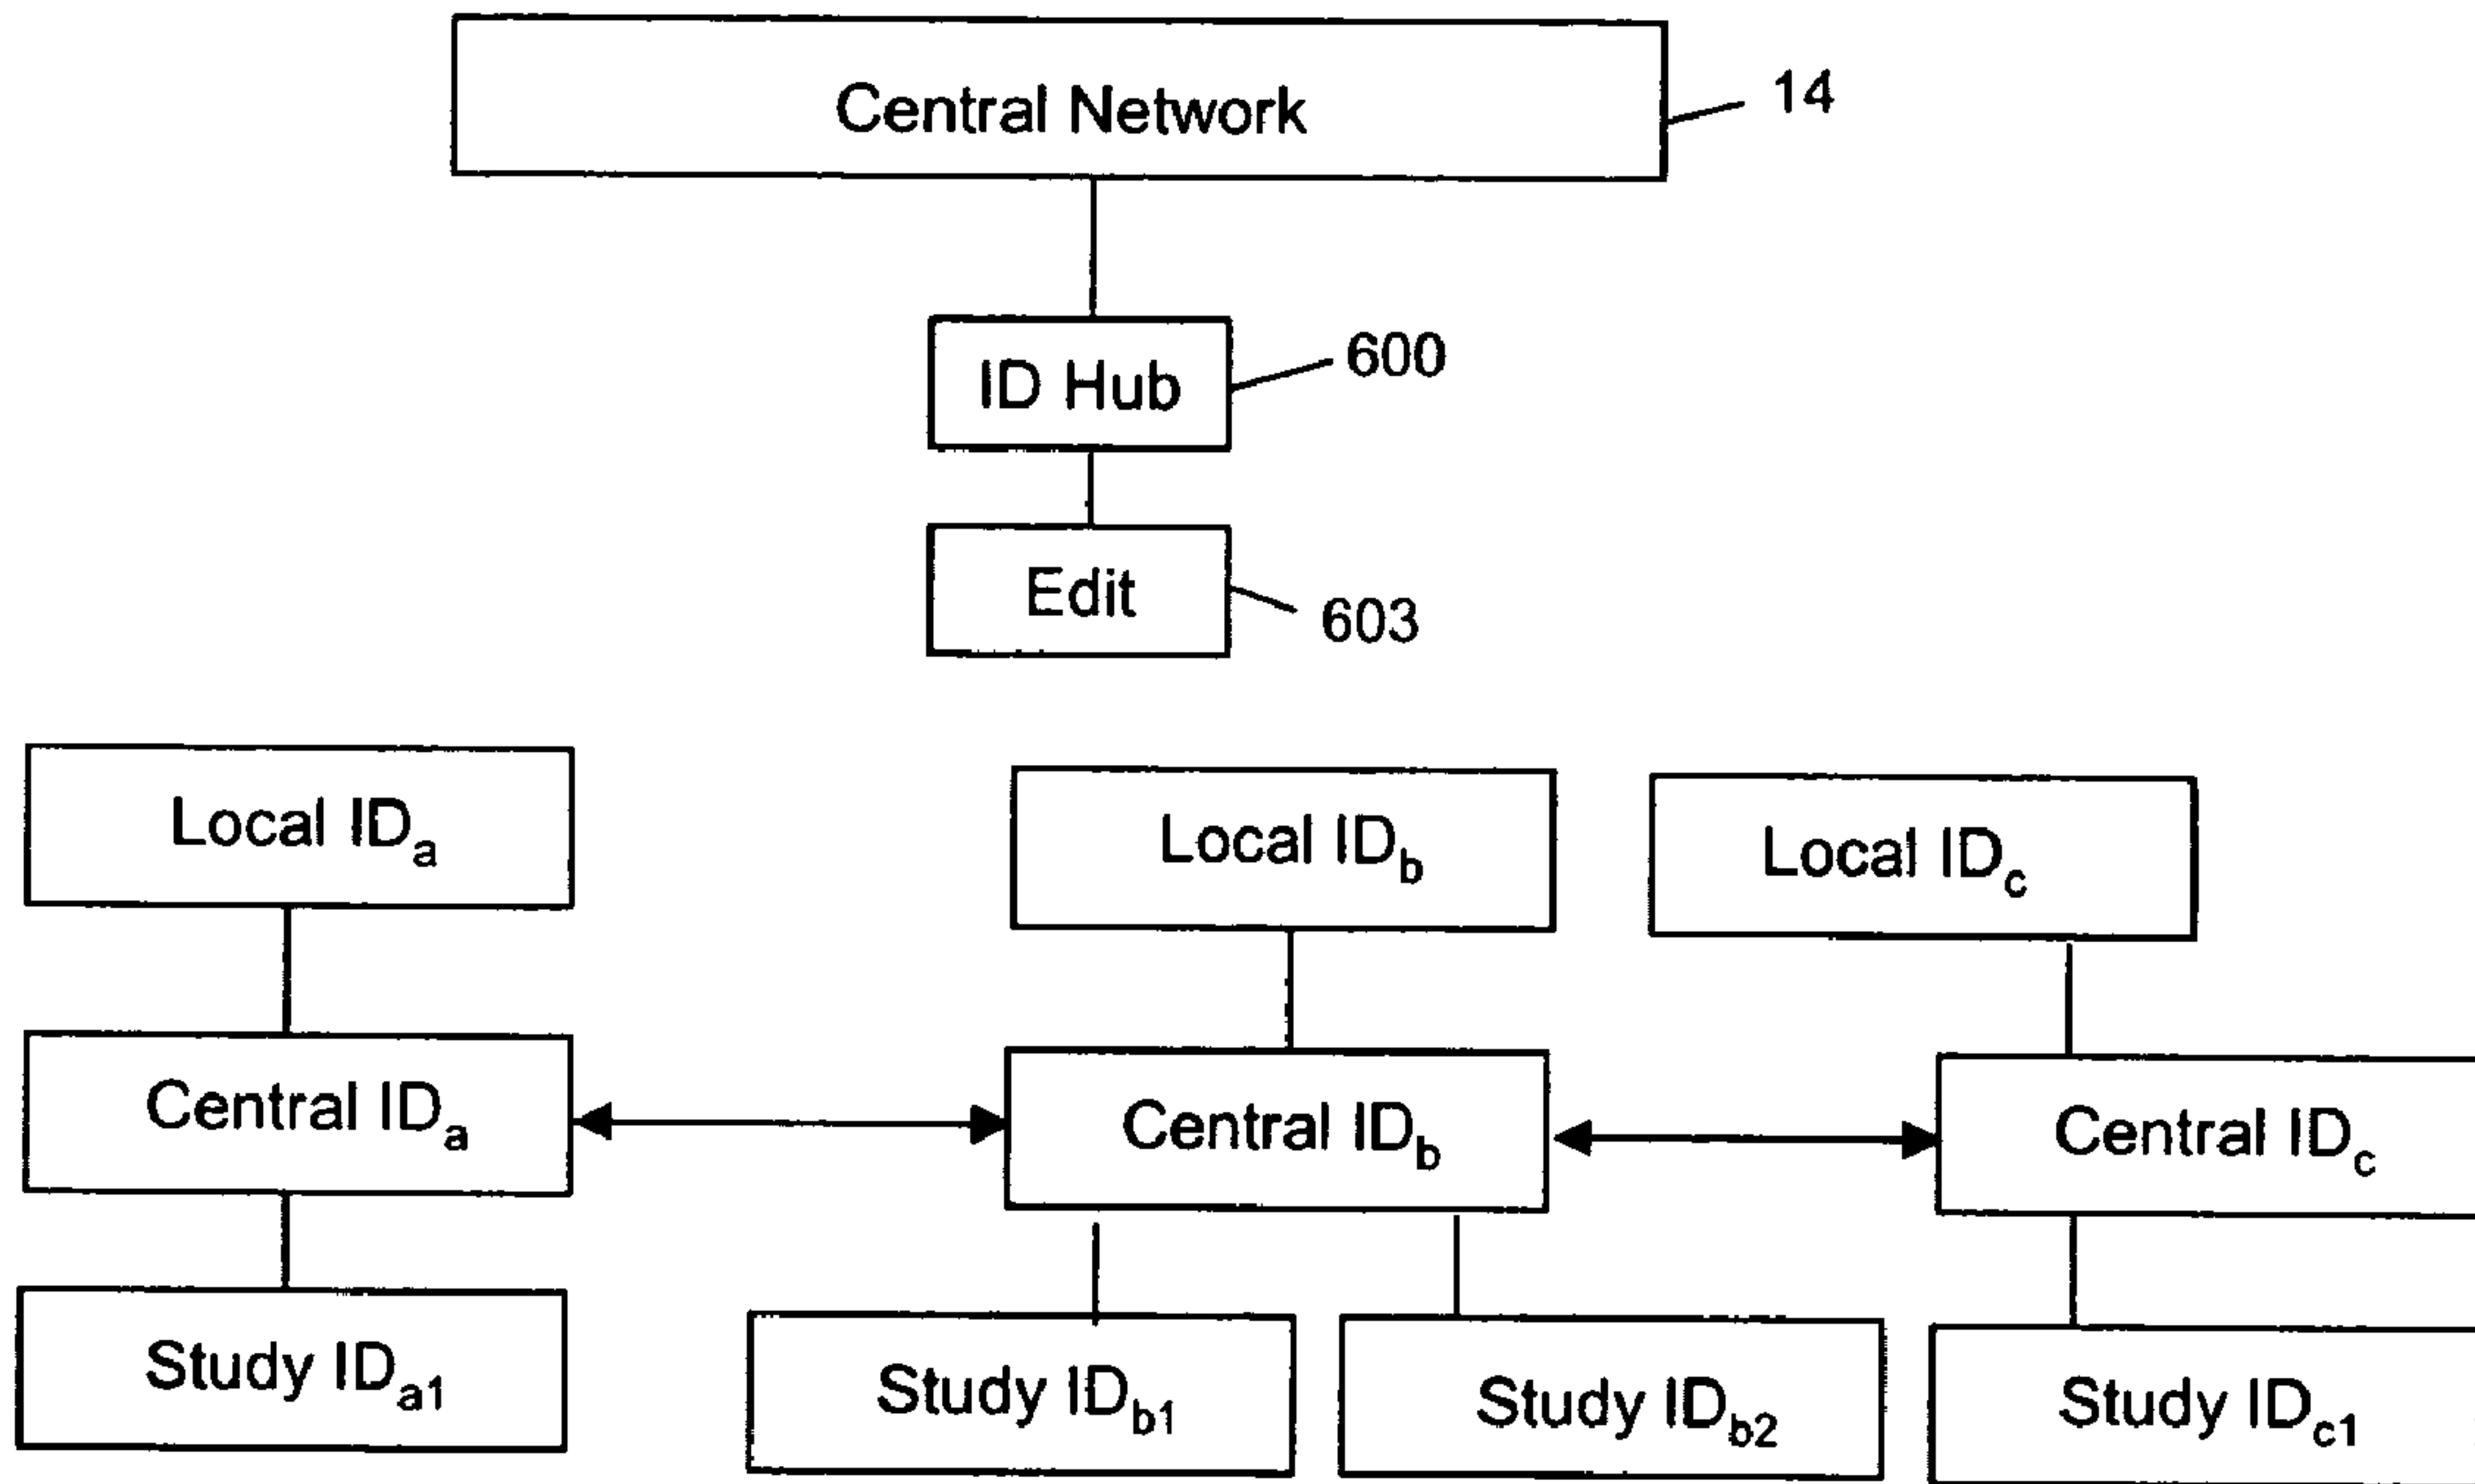 Central Network
14
ID Hub
600
Edit
603
Local IDa
Local IDb
Local IDc
Central IDa
Central IDb
Central IDc
Study IDa1
Study IDb1
Study IDb2
Study IDc1